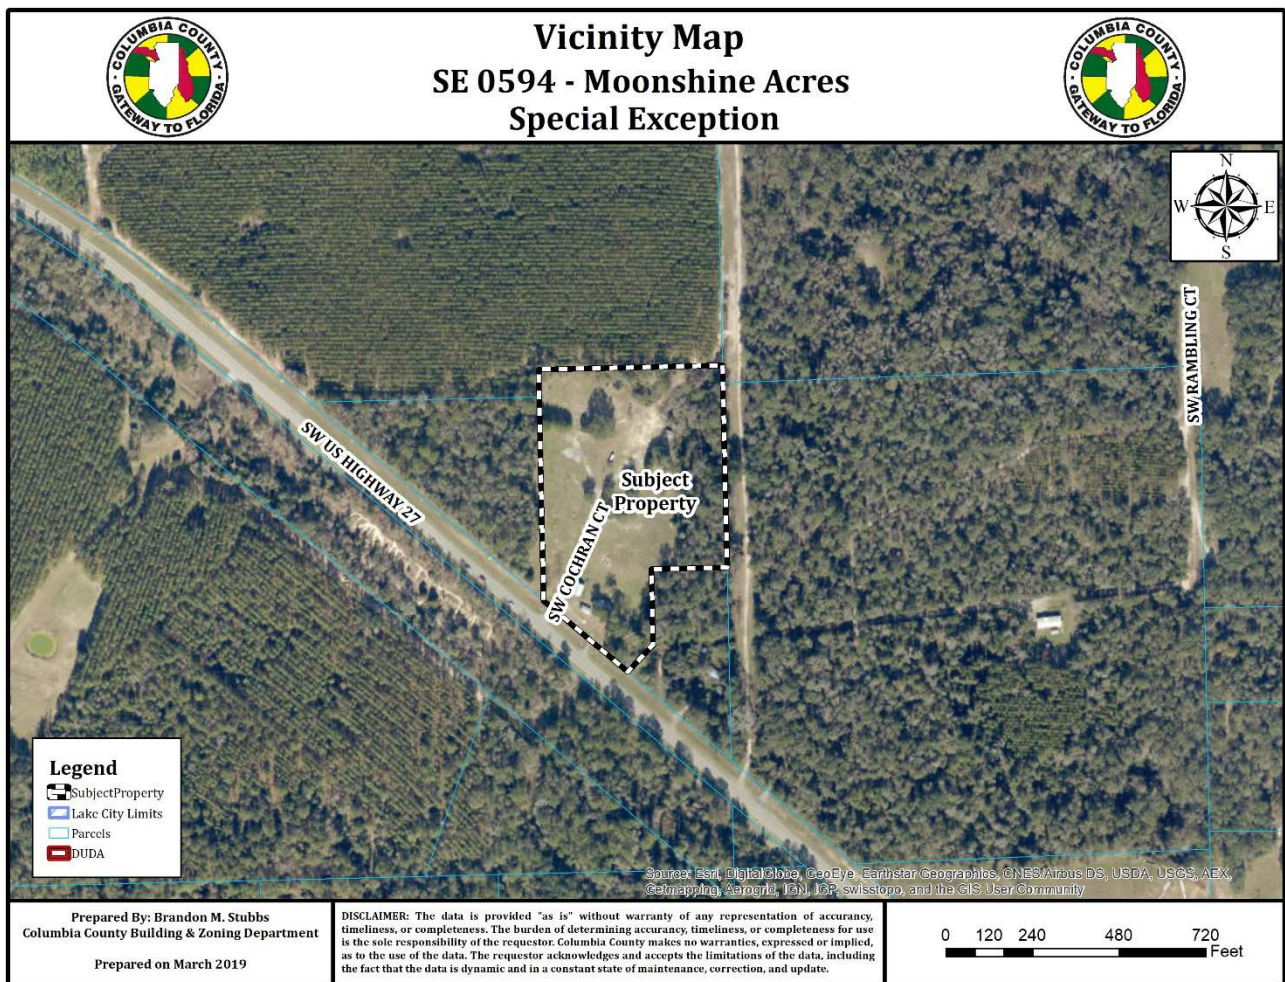 Vicinity Map
SE 0594 - Moonshine Acres
Special Exception
COLUMBIA COUNTY
GATEWAY TO FLORIDA
COLUMBIA COUNTY
GATEWAY TO FLORIDA
N
W E
S
SW RAMBLING CT
SW US HIGHWAY 27
Subject
Property
SW COCHRAN CT
Legend
SubjectProperty
Lake City Limits
Parcels
DUDA
Source: Esri, DigitalGlobe, GeoEye, Earthstar Geographics, CNES/Airbus DS, USDA, USGS, AEX,
Getmapping, Aerogrid, IGN, IGP, swisstopo, and the GIS User Community
Prepared By: Brandon M. Stubbs
Columbia County Building & Zoning Department
Prepared on March 2019
DISCLAIMER: The data is provided "as is" without warranty of any representation of accurancy,
timeliness, or completeness. The burden of determining accurancy, timeliness, or completeness for use
is the sole responsibility of the requestor. Columbia County makes no warranties, expressed or implied,
as to the use of the data. The requestor acknowledges and accepts the limitations of the data, including
the fact that the data is dynamic and in a constant state of maintenance, correction, and update.
0 120 240 480 720
Feet